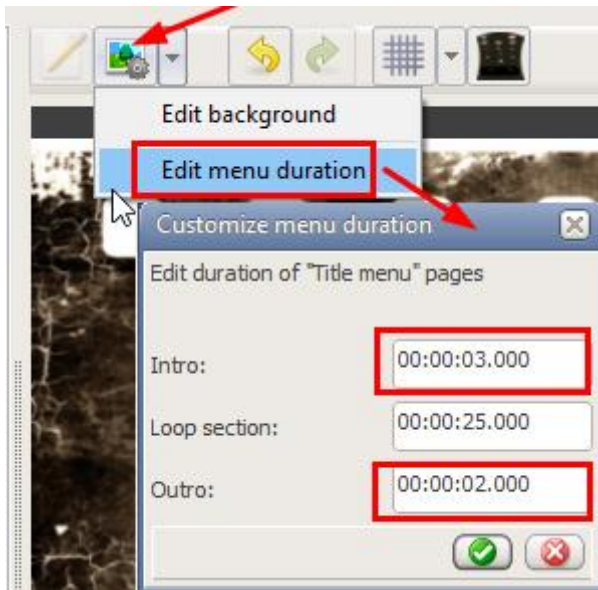 Edit background
Edit menu duration
Customize menu duration
Edit duration of "Title menu" pages
Intro: 00:00:03.000
Loop section: 00:00:25.000
Outro: 00:00:02.000